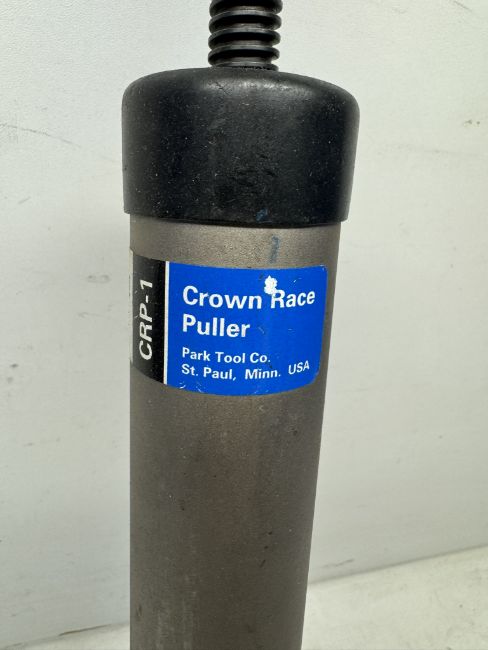 CRP-1
Crown Race
Puller
Park Tool Co.
St. Paul, Minn. USA